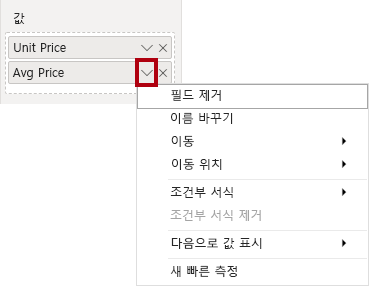 값
Unit Price
Avg Price
필드 제거
이름 바꾸기
이동
이동 위치
조건부 서식
조건부 서식 제거
다음으로 값 표시
새 빠른 측정